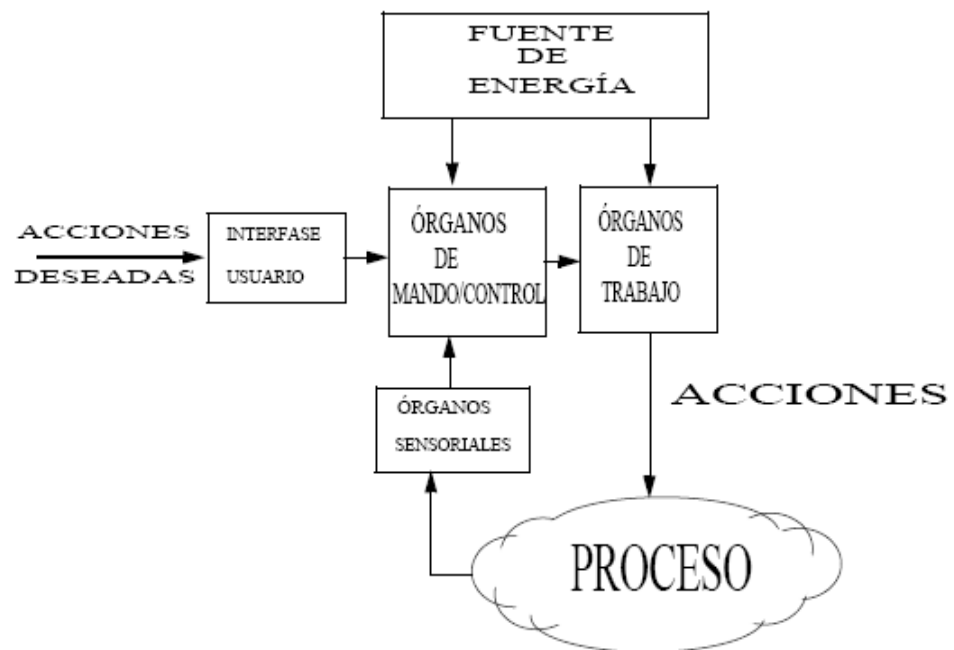 FUENTE
DE
ENERGÍA
ACCIONES
DESEADAS
INTERFASE
USUARIO
ÓRGANOS
DE
MANDO/CONTROL
ÓRGANOS
DE
TRABAJO
ÓRGANOS
SENSORIALES
ACCIONES
PROCESO